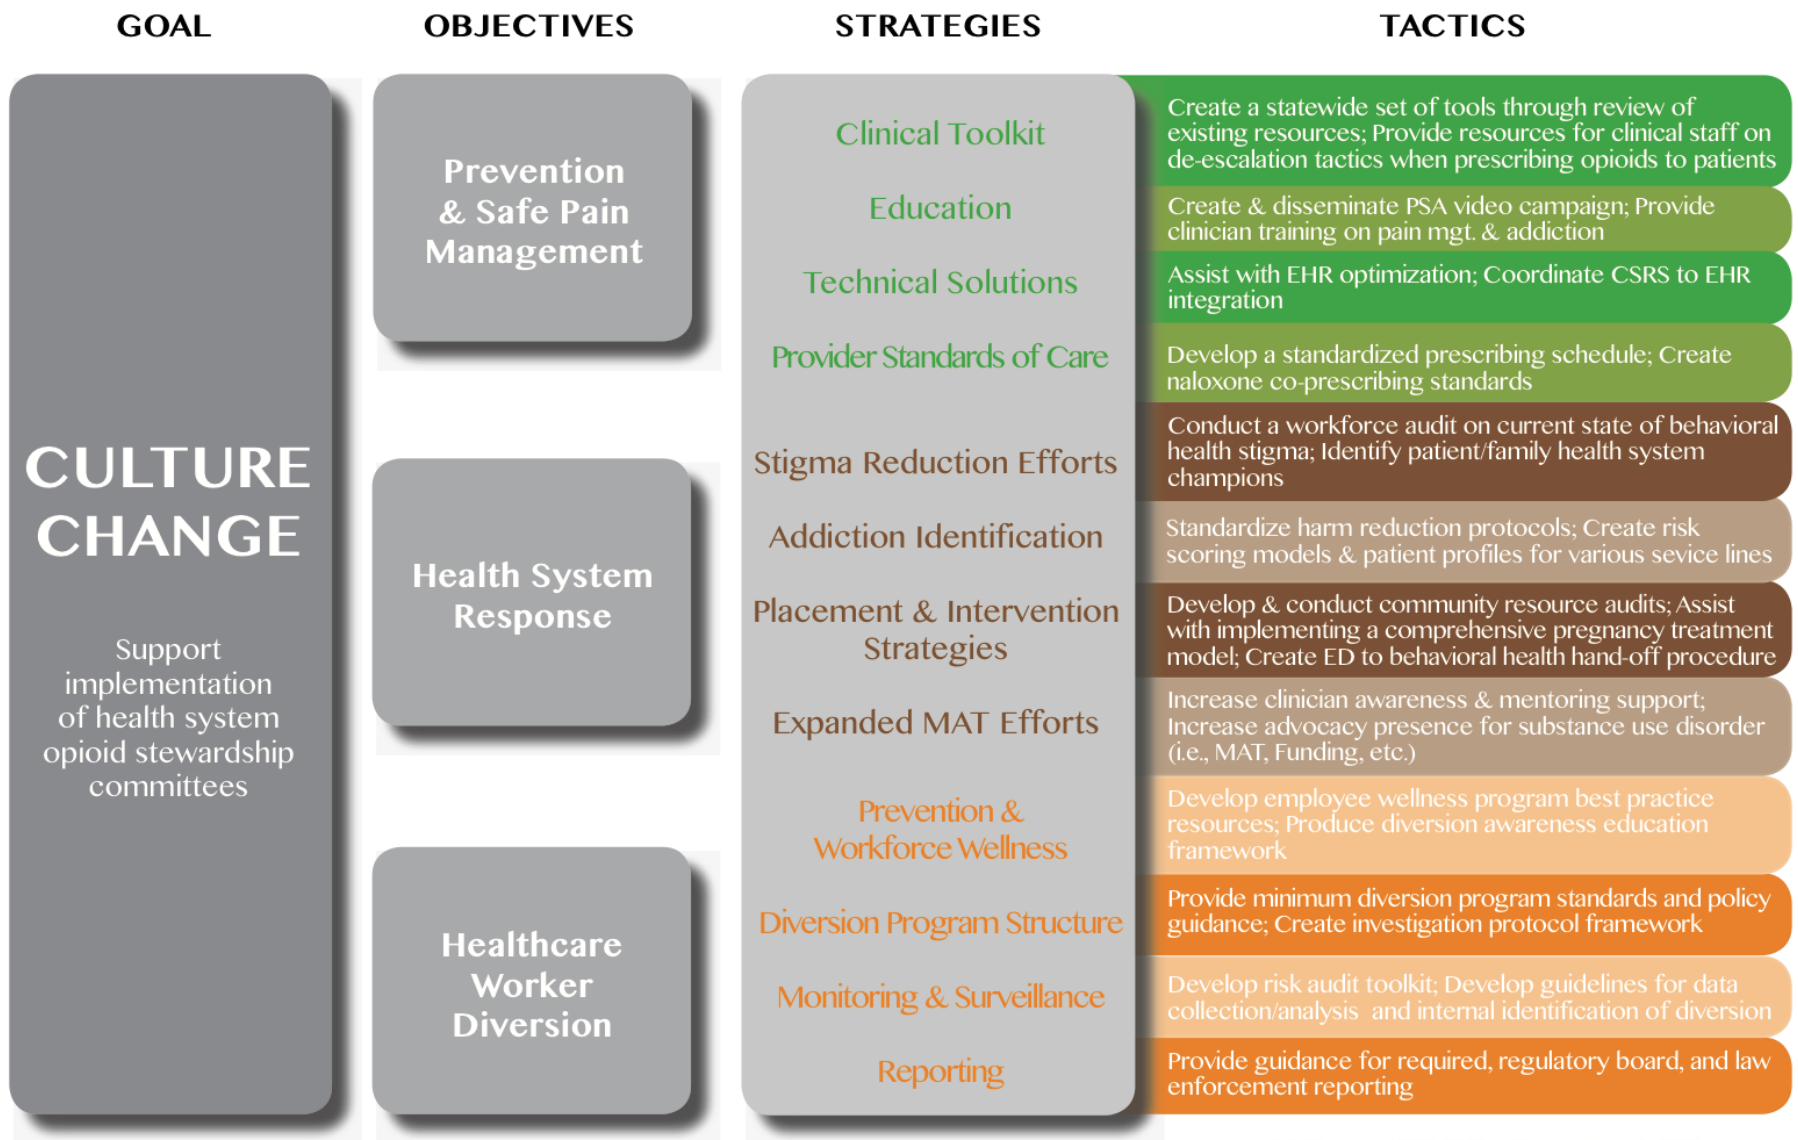 GOAL
OBJECTIVES
STRATEGIES
TACTICS
CULTURE
CHANGE
Support
implementation
of health system
opioid stewardship
committees
Prevention
& Safe Pain
Management
Health System
Response
Healthcare
Worker
Diversion
Clinical Toolkit
Education
Technical Solutions
Provider Standards of Care
Stigma Reduction Efforts
Addiction Identification
Placement & Intervention
Strategies
Expanded MAT Efforts
Prevention &
Workforce Wellness
Diversion Program Structure
Monitoring & Surveillance
Reporting
Create a statewide set of tools through review of
existing resources; Provide resources for clinical staff on
de-escalation tactics when prescribing opioids to patients
Create & disseminate PSA video campaign; Provide
clinician training on pain mgt. & addiction
Assist with EHR optimization; Coordinate CSRS to EHR
integration
Develop a standardized prescribing schedule; Create
naloxone co-prescribing standards
Conduct a workforce audit on current state of behavioral
health stigma; Identify patient/family health system
champions
Standardize harm reduction protocols; Create risk
scoring models & patient profiles for various sevice lines
Develop & conduct community resource audits; Assist
with implementing a comprehensive pregnancy treatment
model; Create ED to behavioral health hand-off procedure
Increase clinician awareness & mentoring support;
Increase advocacy presence for substance use disorder
(i.e., MAT, Funding, etc.)
Develop employee wellness program best practice
resources; Produce diversion awareness education
framework
Provide minimum diversion program standards and policy
guidance; Create investigation protocol framework
Develop risk audit toolkit; Develop guidelines for data
collection/analysis and internal identification of diversion
Provide guidance for required, regulatory board, and law
enforcement reporting